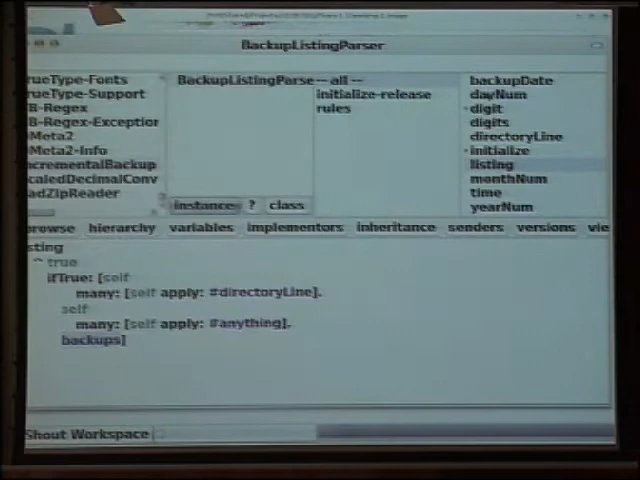 BackupListingParser
rueType-Fonts
rueType-Support
B-Regex
B-Regex-Exception
Meta2
Meta2-Info
ncrementalBackup
caledDecimalConv
adZipReader
BackupListingParse
-- all --
initialize-release
rules
backupDate
dayNum
digit
digits
directoryLine
initialize
listing
monthNum
time
yearNum
instance ? class
rowse hierarchy variables implementors inheritance senders versions vie
sting
^ true
ifTrue: [self
many: [self apply: #directoryLine].
self
many: [self apply: #anything].
backups]
Shout Workspace